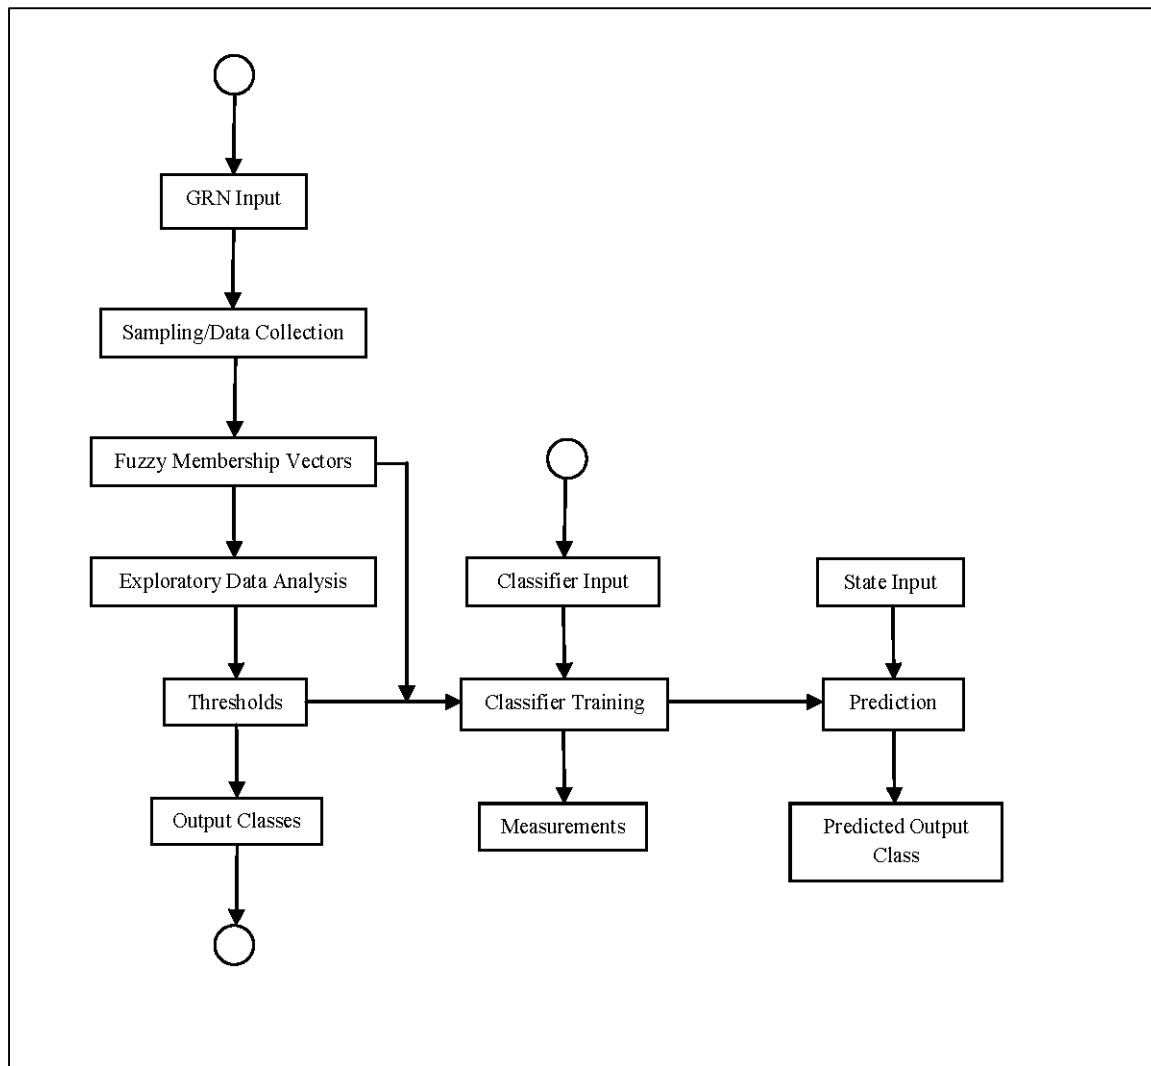 GRN Input
Sampling/Data Collection
Fuzzy Membership Vectors
Exploratory Data Analysis
Classifier Input
State Input
Thresholds
Classifier Training
Prediction
Output Classes
Measurements
Predicted Output
Class